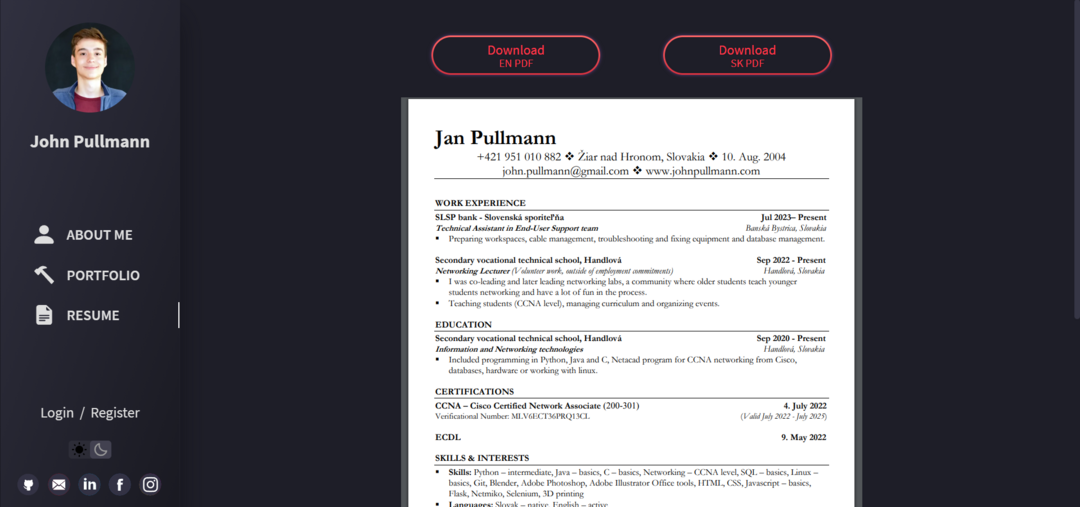 John Pullmann
ABOUT ME
PORTFOLIO
RESUME
Login / Register
Download
EN PDF
Download
SK PDF
Jan Pullmann
+421 951 010 882 ❖ Žiar nad Hronom, Slovakia ❖ 10. Aug. 2004
john.pullmann@gmail.com ❖ www.johnpullmann.com
WORK EXPERIENCE
SLSP bank - Slovenská sporiteľňa Jul 2023– Present
Technical Assistant in End-User Support team Banská Bystrica, Slovakia
▪ Preparing workspaces, cable management, troubleshooting and fixing equipment and database management.
Secondary vocational technical school, Handlová Sep 2022 - Present
Networking Lecturer (Volunteer work, outside of employment commitments) Handlová, Slovakia
▪ I was co-leading and later leading networking labs, a community where older students teach younger
students networking and have a lot of fun in the process.
▪ Teaching students (CCNA level), managing curriculum and organizing events.
EDUCATION
Secondary vocational technical school, Handlová Sep 2020 - Present
Information and Networking technologies Handlová, Slovakia
▪ Included programming in Python, Java and C, Netacad program for CCNA networking from Cisco,
databases, hardware or working with linux.
CERTIFICATIONS
CCNA – Cisco Certified Network Associate (200-301) 4. July 2022
Verificational Number: MLV6ECT36PRQ13CL (Valid July 2022 - July 2025)
ECDL 9. May 2022
SKILLS & INTERESTS
▪ Skills: Python – intermediate, Java – basics, C – basics, Networking – CCNA level, SQL – basics, Linux –
basics, Git, Blender, Adobe Photoshop, Adobe Illustrator Office tools, HTML, CSS, Javascript – basics,
Flask, Netmiko, Selenium, 3D printing
▪ Languages: Slovak – native, English – active